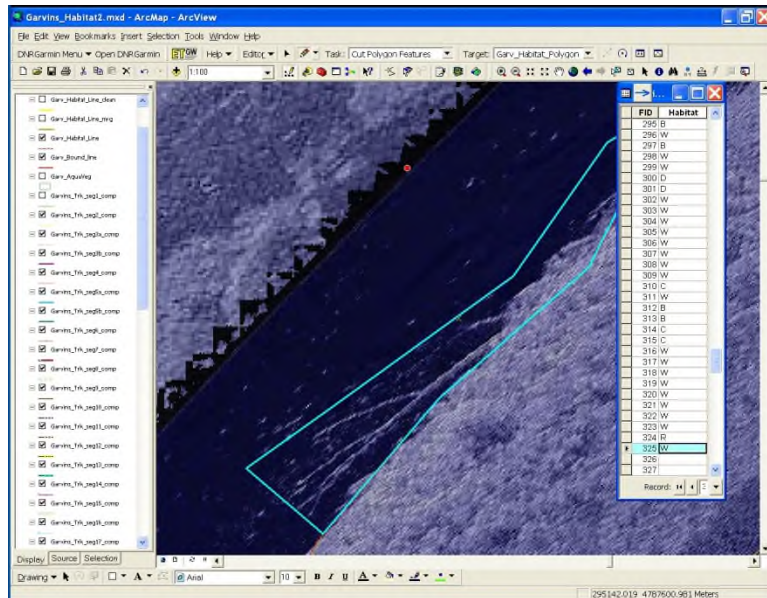 Garvins_Habitat2.mxd - ArcMap - ArcView
File Edit View Bookmarks Insert Selection Tools Window Help
DNRGarmin Menu Open DNRGarmin ET GW Help Editor Task: Cut Polygon Features Target: Garv_Habitat_Polygon
1:100
Garv_Habitat_Line_clean
Garv_Habitat_Line_mrg
Garv_Habitat_Line
Garv_Bound_line
Garv_AquaVeg
Garvins_Trk_seg1_comp
Garvins_Trk_seg2_comp
Garvins_Trk_seg3a_comp
Garvins_Trk_seg3b_comp
Garvins_Trk_seg4_comp
Garvins_Trk_seg5a_comp
Garvins_Trk_seg5b_comp
Garvins_Trk_seg6_comp
Garvins_Trk_seg7_comp
Garvins_Trk_seg8_comp
Garvins_Trk_seg9_comp
Garvins_Trk_seg10_comp
Garvins_Trk_seg11_comp
Garvins_Trk_seg12_comp
Garvins_Trk_seg13_comp
Garvins_Trk_seg14_comp
Garvins_Trk_seg15_comp
Garvins_Trk_seg16_comp
Garvins_Trk_seg17_comp
Display Source Selection
FID Habitat
295 B
296 W
297 B
298 W
299 W
300 D
301 D
302 W
303 W
304 W
305 W
306 W
307 W
308 W
309 W
310 C
311 W
312 B
313 B
314 C
315 C
316 W
317 W
318 W
319 W
320 W
321 W
322 W
323 W
324 R
325 W
326
327
Record:
Drawing A Arial 10 B I U A
295142.019 4787600.981 Meters